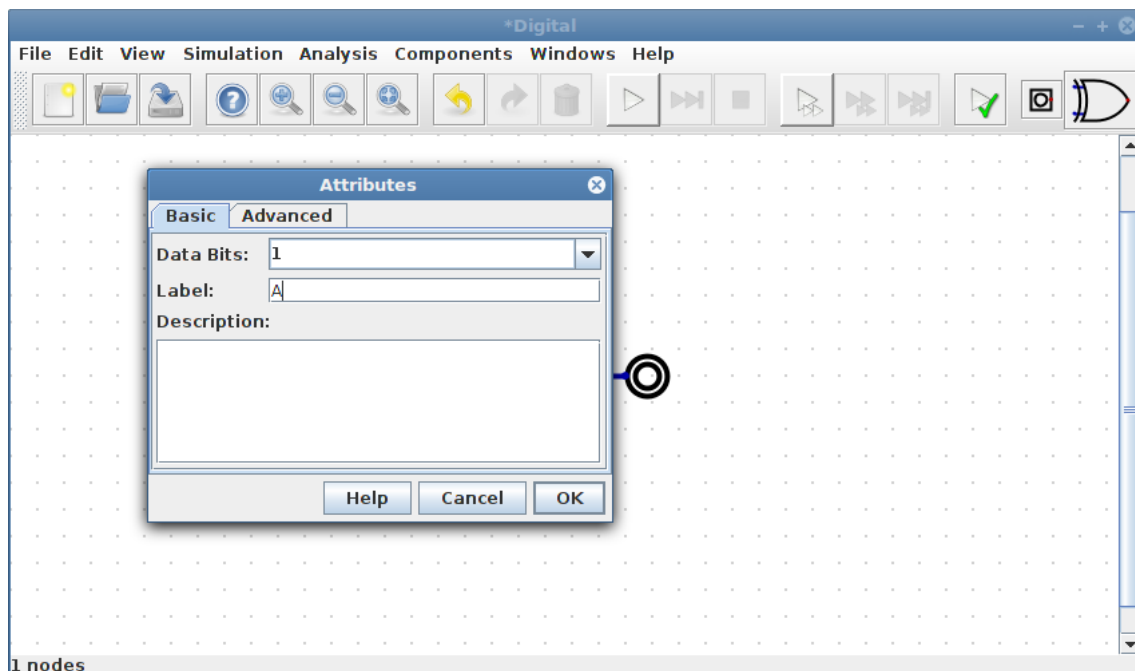 *Digital
File Edit View Simulation Analysis Components Windows Help
Attributes
Basic Advanced
Data Bits: 1
Label: A
Description:
Help Cancel OK
1 nodes